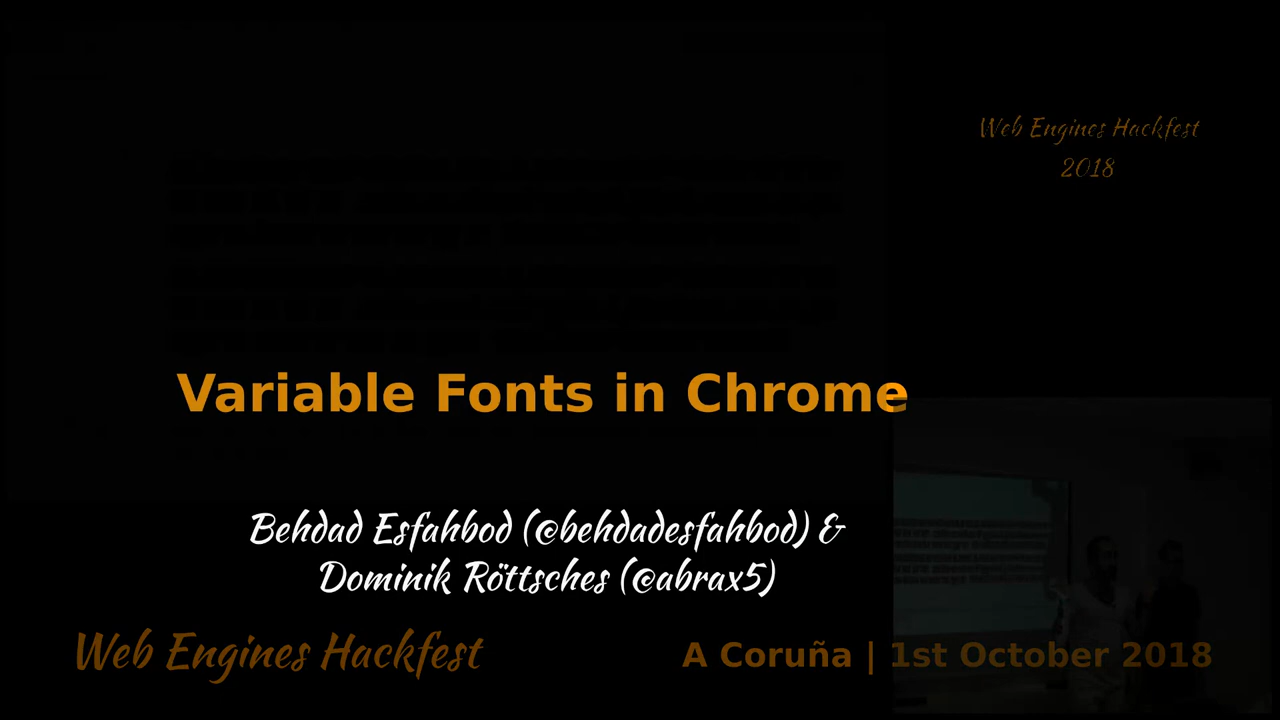 Web Engines Hackfest
2018
Variable Fonts in Chrome
Behdad Esfahbod (@behdadesfahbod) &
Dominik Röttsches (@abrax5)
Web Engines Hackfest
A Coruña | 1st October 2018